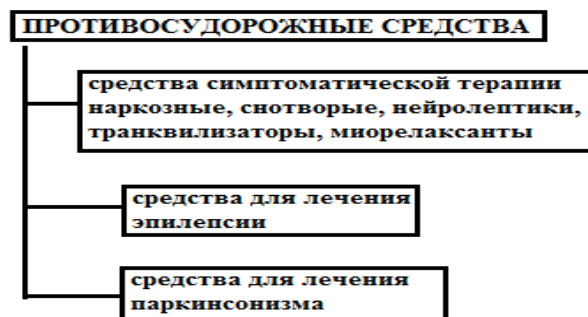 ПРОТИВОСУДОРОЖНЫЕ СРЕДСТВА
средства симптоматической терапии
наркозные, снотворые, нейролептики,
транквилизаторы, миорелаксанты
средства для лечения
эпилепсии
средства для лечения
паркинсонизма